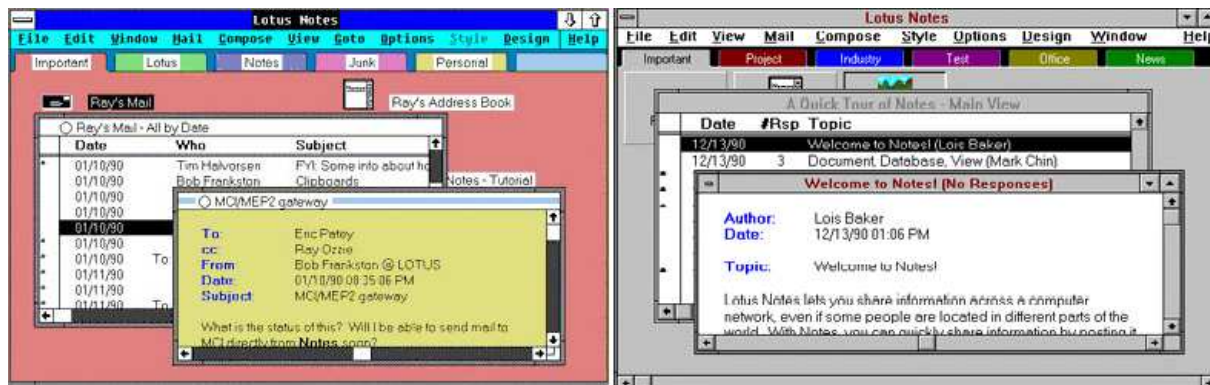 Lotus Notes
File Edit Window Mail Compose View Goto Options Style Design Help
Important Lotus Notes Junk Personal
Ray's Mail Ray's Address Book
Ray's Mail - All by Date
Date Who Subject
01/10/90 Tim Halvorsen FYI: Some info about
01/10/90 Bob Frankston Clipboards
Notes - Tutorial
01/10/90
01/10/90
01/10/90
01/10/90
01/10/90 To
01/11/90
01/11/90
01/11/90 To
MCI/MEP2 gateway
To: Eric Patey
cc: Ray Ozzie
From: Bob Frankston @ LOTUS
Date: 01/10/90 08:35:06 PM
Subject: MCI/MEP2 gateway
What is the status of this? Will I be able to send mail to
MCI directly from Notes soon?
Lotus Notes
File Edit View Mail Compose Style Options Design Window Help
Important Project Industry Test Office News
A Quick Tour of Notes - Main View
Date #Rsp Topic
12/13/90 Welcome to Notes! (Lois Baker)
12/13/90 3 Document, Database, View (Mark Chin)
Welcome to Notes! (No Responses)
Author: Lois Baker
Date: 12/13/90 01:06 PM
Topic: Welcome to Notes!
Lotus Notes lets you share information across a computer
network, even if some people are located in different parts of the
world. With Notes, you can quickly share information by posting it